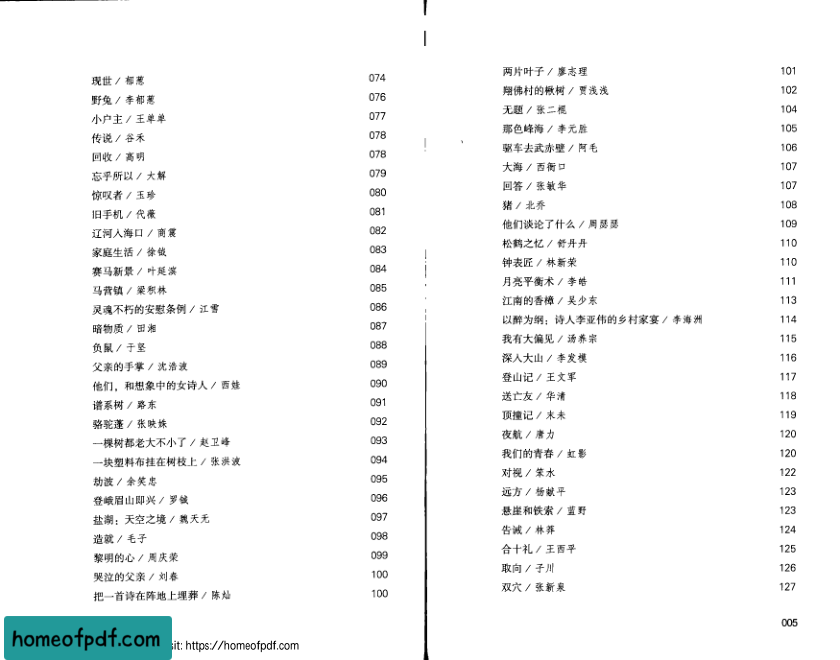 现世 / 郁葱 074
野兔 / 李郁葱 076
小户主 / 王单单 077
传说 / 谷禾 078
回收 / 高明 078
忘乎所以 / 大解 079
惊叹者 / 玉珍 080
旧手机 / 代薇 081
辽河入海口 / 商震 082
家庭生活 / 徐钺 083
赛马新景 / 叶延滨 084
马营镇 / 梁积林 085
灵魂不朽的安慰条例 / 江雪 086
暗物质 / 田湘 087
负鼠 / 于坚 088
父亲的手掌 / 沈浩波 089
他们，和想象中的女诗人 / 西娃 090
谱系树 / 路东 091
骆驼蓬 / 张映姝 092
一棵树都老大不小了 / 赵卫峰 093
一块塑料布挂在树枝上 / 张洪波 094
劫波 / 余笑忠 095
登峨眉山即兴 / 罗铖 096
盐湖：天空之境 / 魏天无 097
造就 / 毛子 098
黎明的心 / 周庆荣 099
哭泣的父亲 / 刘春 100
把一首诗在阵地上埋葬 / 陈灿 100
两片叶子 / 廖志理 101
翔佛村的楸树 / 贾浅浅 102
无题 / 张二棍 104
那色峰海 / 李元胜 105
驱车去武赤壁 / 阿毛 106
大海 / 西衙口 107
回答 / 张敏华 107
猪 / 北乔 108
他们谈论了什么 / 周瑟瑟 109
松鹤之忆 / 舒丹丹 110
钟表匠 / 林新荣 110
月亮平衡术 / 李皓 111
江南的香樟 / 吴少东 113
以醉为纲：诗人李亚伟的乡村家宴 / 李海洲 114
我有大偏见 / 汤养宗 115
深入大山 / 李发模 116
登山记 / 王文军 117
送亡友 / 华清 118
顶撞记 / 末未 119
夜航 / 唐力 120
我们的青春 / 虹影 120
对视 / 笨水 122
远方 / 杨献平 123
悬崖和铁索 / 蓝野 123
告诫 / 林莽 124
合十礼 / 王西平 125
取向 / 子川 126
双穴 / 张新泉 127
005
homeofpdf.com
sit: https://homeofpdf.com